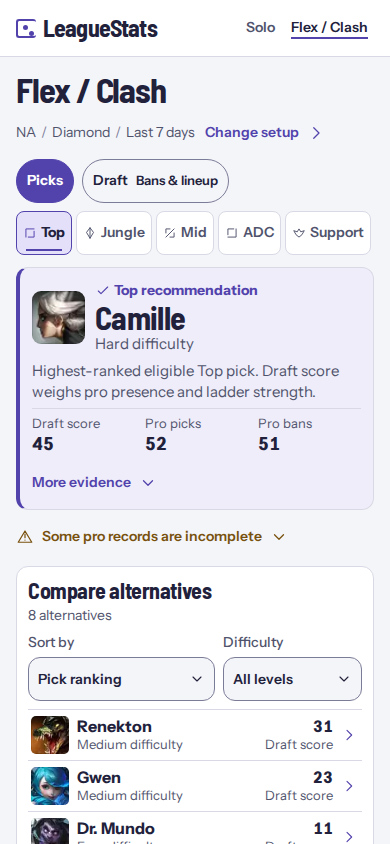 LeagueStats Solo Flex / Clash
Flex / Clash
NA / Diamond / Last 7 days Change setup
Picks Draft Bans & lineup
Top Jungle Mid ADC Support
Top recommendation
Camille
Hard difficulty
Highest-ranked eligible Top pick. Draft score
weighs pro presence and ladder strength.
Draft score Pro picks Pro bans
45 52 51
More evidence
Some pro records are incomplete
Compare alternatives
8 alternatives
Sort by Difficulty
Pick ranking All levels
Renekton 31
Medium difficulty Draft score
Gwen 23
Medium difficulty Draft score
Dr. Mundo 11